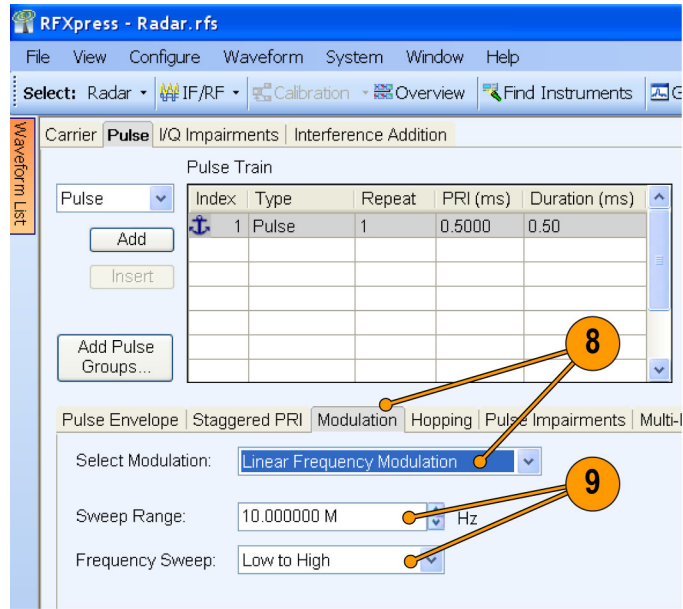 RFXpress - Radar.rfs
File View Configure Waveform System Window Help
Select: Radar IF/RF Calibration Overview Find Instruments G
Waveform List
Carrier Pulse I/Q Impairments Interference Addition
Pulse Train
Pulse
Index Type Repeat PRI (ms) Duration (ms)
1 Pulse 1 0.5000 0.50
Add
Insert
Add Pulse
Groups...
8
Pulse Envelope Staggered PRI Modulation Hopping Pulse Impairments Multi-
Select Modulation: Linear Frequency Modulation
9
Sweep Range: 10.000000 M Hz
Frequency Sweep: Low to High